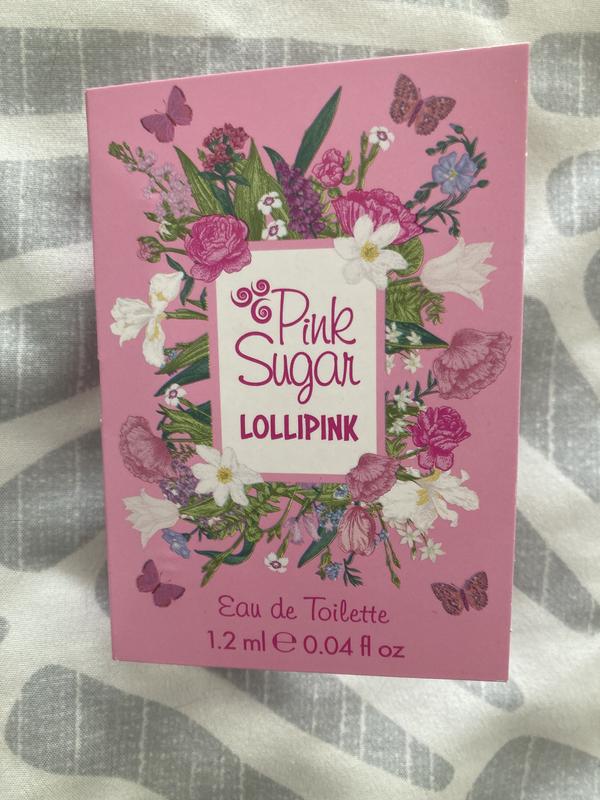 Pink
Sugar
LOLLIPINK
Eau de Toilette
1.2 ml ℮ 0.04 fl oz